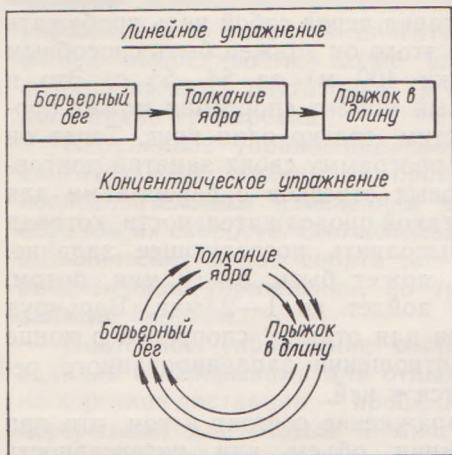 Линейное упражнение
Барьерный
бег
Толкание
ядра
Прыжок в
длину
Концентрическое упражнение
Толкание
ядра
Барьерный
бег
Прыжок
в длину